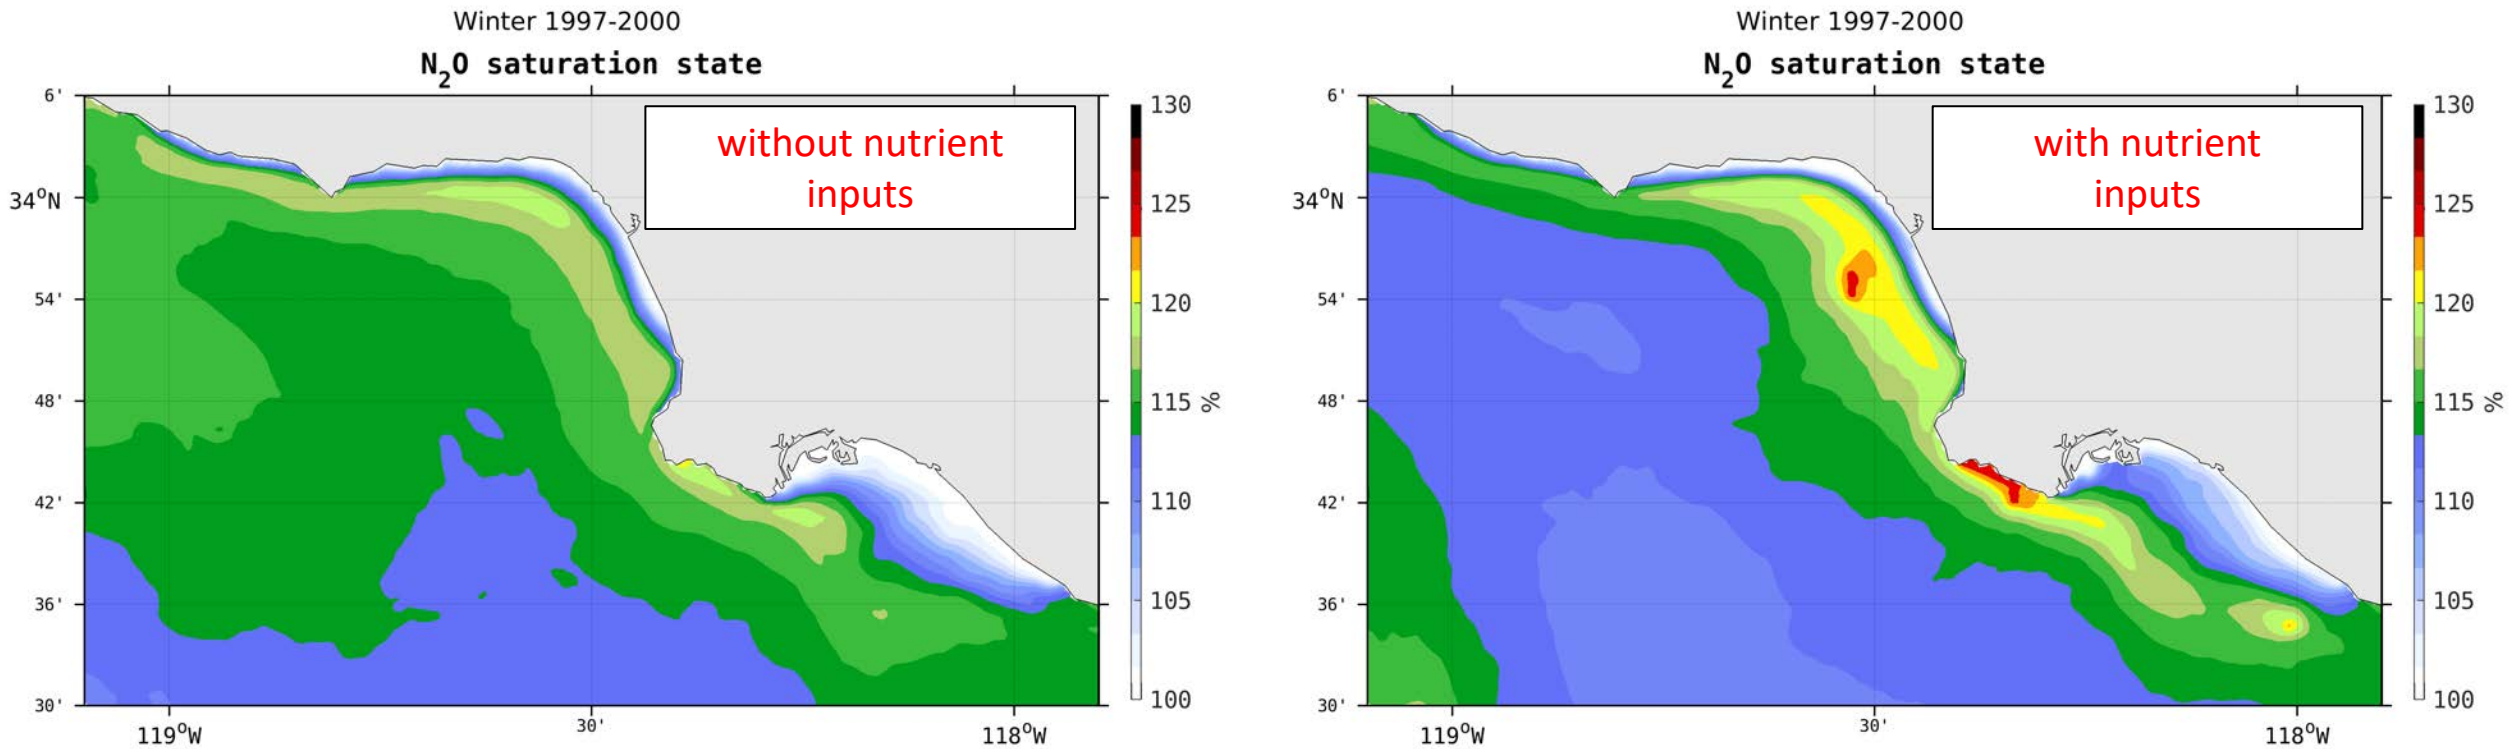 Winter 1997-2000
N₂O saturation state
without nutrient
inputs
6'
34°N
54'
48'
42'
36'
30'
119°W
30'
118°W
130
125
120
115
110
105
100
%
Winter 1997-2000
N₂O saturation state
with nutrient
inputs
6'
34°N
54'
48'
42'
36'
30'
119°W
30'
118°W
130
125
120
115
110
105
100
%